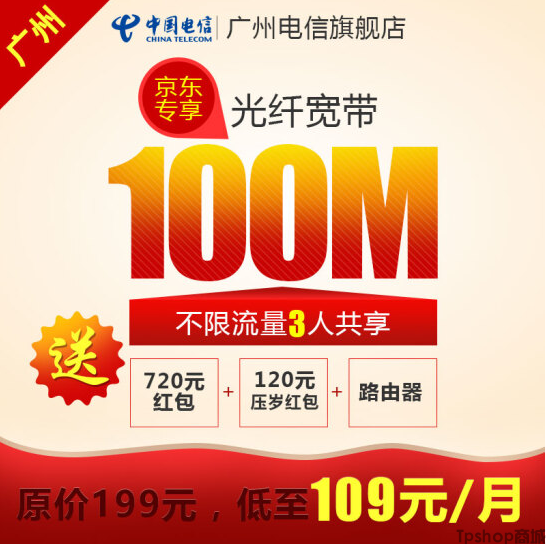 广州
中国电信
CHINA TELECOM
广州电信旗舰店
京东
专享
光纤宽带
100M
不限流量3人共享
送
720元
红包
+
120元
压岁红包
+
路由器
原价199元，低至109元/月
Tpshop商城